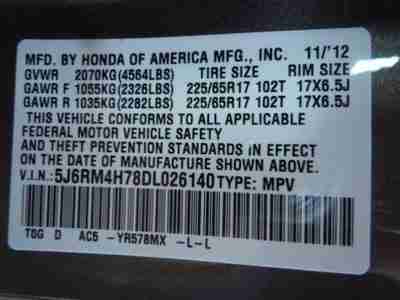 MFD. BY HONDA OF AMERICA MFG., INC. 11/'12
GVWR 2070KG(4564LBS) TIRE SIZE RIM SIZE
GAWR F 1055KG(2326LBS) 225/65R17 102T 17X6.5J
GAWR R 1035KG(2282LBS) 225/65R17 102T 17X6.5J
THIS VEHICLE CONFORMS TO ALL APPLICABLE
FEDERAL MOTOR VEHICLE SAFETY
AND THEFT PREVENTION STANDARDS IN EFFECT
ON THE DATE OF MANUFACTURE SHOWN ABOVE.
V.I.N.: 5J6RM4H78DL026140 TYPE: MPV
T0G D AC5 -YR578MX -L-L